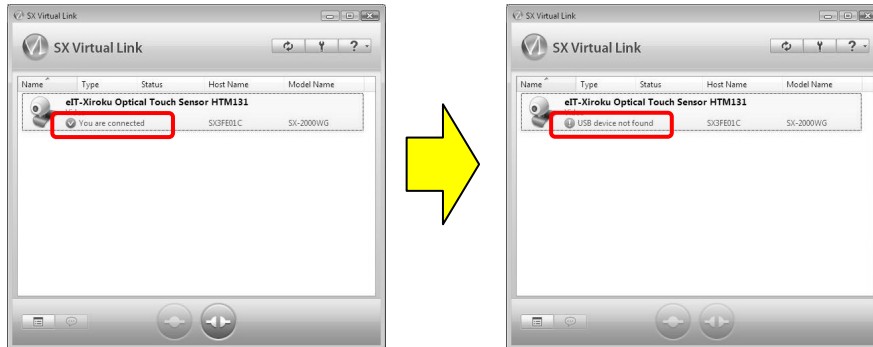 SX Virtual Link
SX Virtual Link
?
Name Type Status Host Name Model Name
eIT-Xiroku Optical Touch Sensor HTM131
You are connected SX3FE01C SX-2000WG
SX Virtual Link
SX Virtual Link
?
Name Type Status Host Name Model Name
eIT-Xiroku Optical Touch Sensor HTM131
USB device not found SX3FE01C SX-2000WG